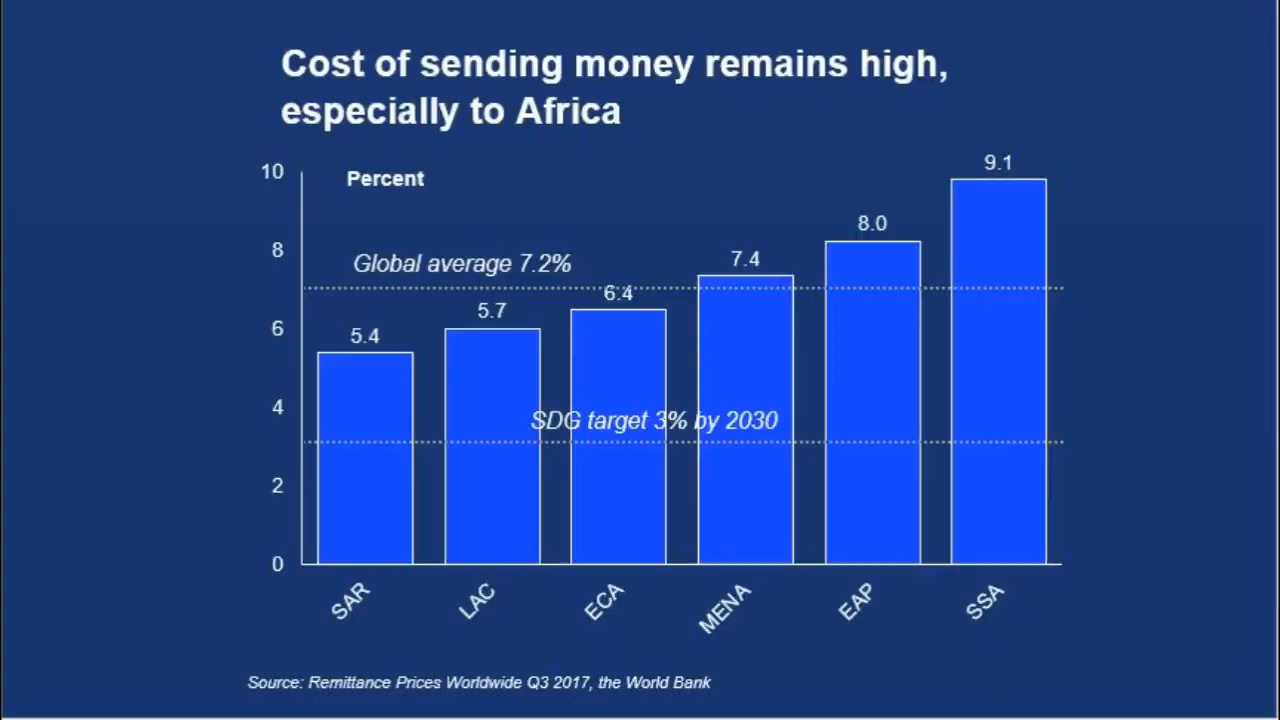 Cost of sending money remains high,
especially to Africa
10
Percent
9.1
8.0
8
Global average 7.2%
7.4
6.4
5.7
6
5.4
4
SDG target 3% by 2030
2
0
SAR
LAC
ECA
MENA
EAP
SSA
Source: Remittance Prices Worldwide Q3 2017, the World Bank